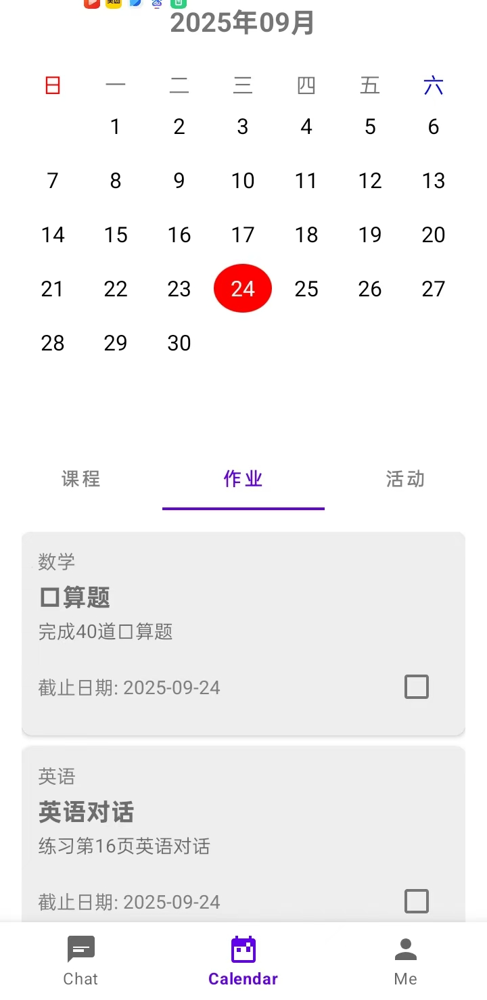 2025年09月
日 一 二 三 四 五 六
1 2 3 4 5 6
7 8 9 10 11 12 13
14 15 16 17 18 19 20
21 22 23 24 25 26 27
28 29 30
课程 作业 活动
数学
口算题
完成40道口算题
截止日期: 2025-09-24
英语
英语对话
练习第16页英语对话
截止日期: 2025-09-24
Chat Calendar Me